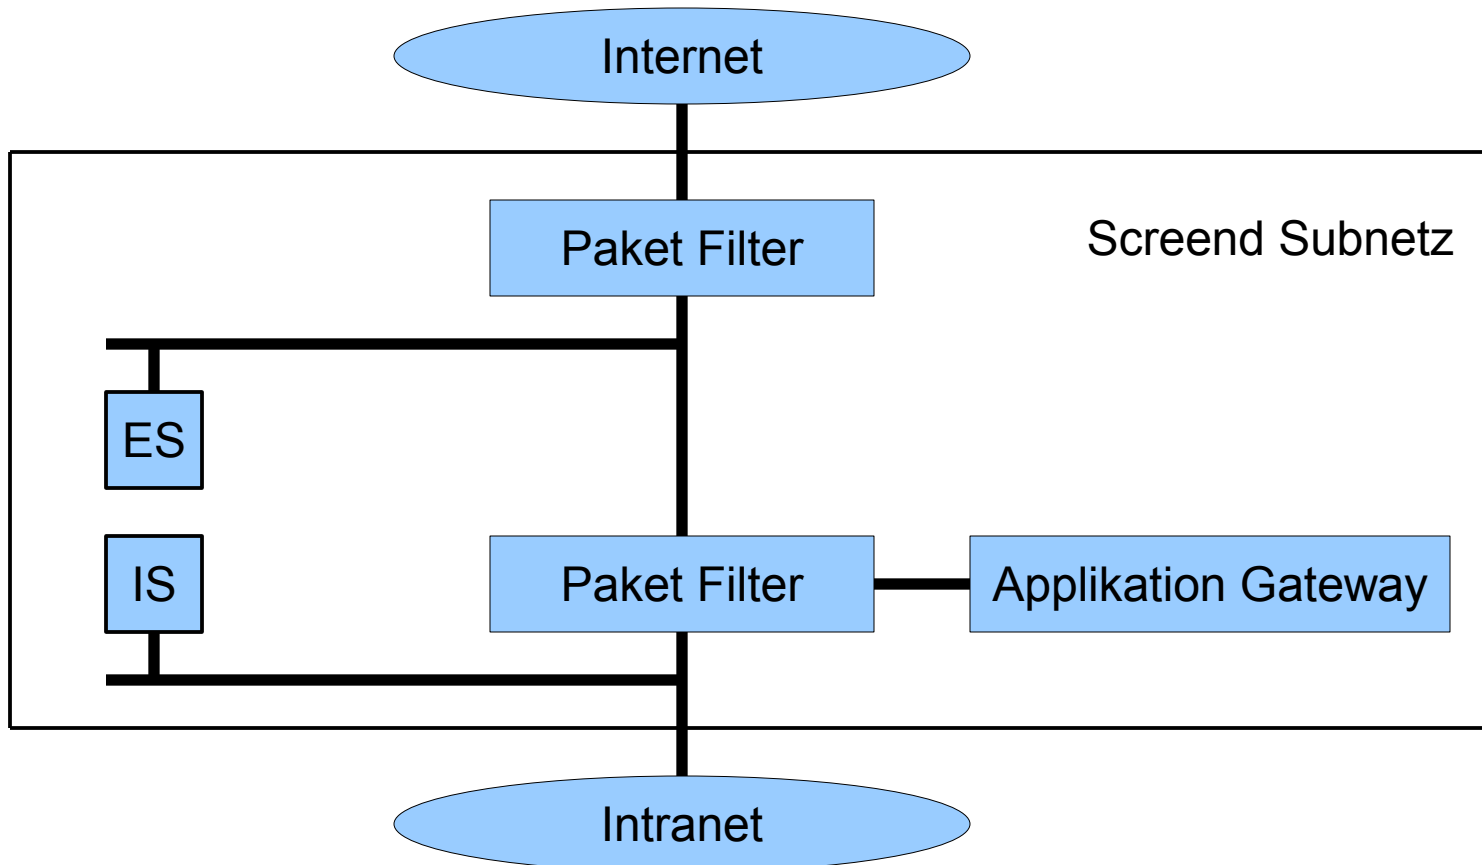 Internet
Paket Filter
Screend Subnetz
ES
IS
Paket Filter
Applikation Gateway
Intranet